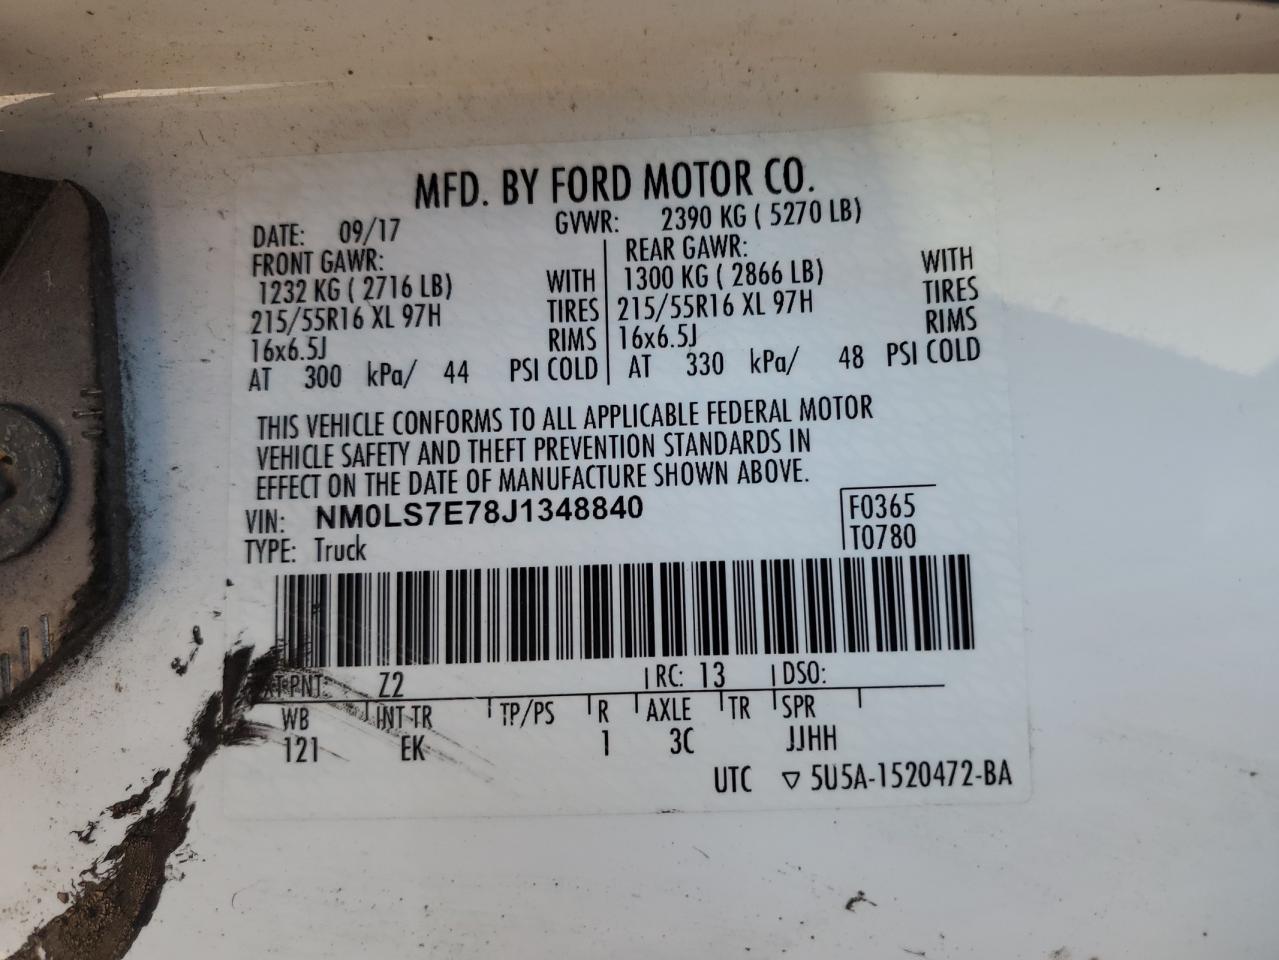 MFD. BY FORD MOTOR CO.
DATE: 09/17 GVWR: 2390 KG ( 5270 LB)
FRONT GAWR: REAR GAWR:
1232 KG ( 2716 LB) WITH 1300 KG ( 2866 LB) WITH
215/55R16 XL 97H TIRES 215/55R16 XL 97H TIRES
16x6.5J RIMS 16x6.5J RIMS
AT 300 kPa/ 44 PSI COLD AT 330 kPa/ 48 PSI COLD
THIS VEHICLE CONFORMS TO ALL APPLICABLE FEDERAL MOTOR
VEHICLE SAFETY AND THEFT PREVENTION STANDARDS IN
EFFECT ON THE DATE OF MANUFACTURE SHOWN ABOVE.
VIN: NM0LS7E78J1348840 F0365
TYPE: Truck T0780
PNT: Z2 RC: 13 DSO:
WB INT TR TP/PS R AXLE TR SPR
121 EK 1 3C JJHH
UTC ▽ 5U5A-1520472-BA